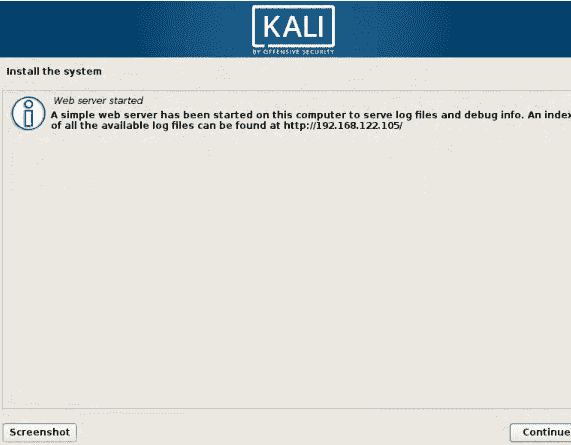 KALI
BY OFFENSIVE SECURITY
Install the system
Web server started
A simple web server has been started on this computer to serve log files and debug info. An index
of all the available log files can be found at http://192.168.122.105/
Screenshot
Continue